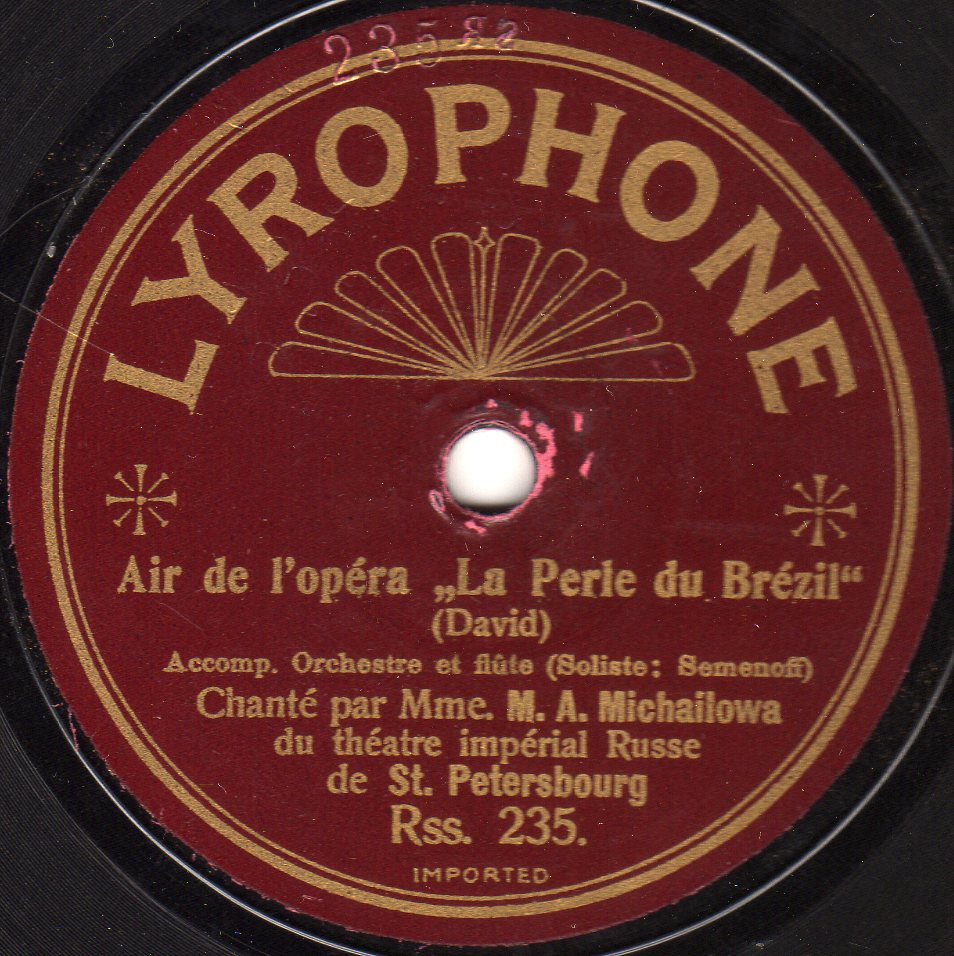 235
LYROPHONE
Air de l'opéra „La Perle du Brézil“
(David)
Accomp. Orchestre et flûte (Soliste: Semenoff)
Chanté par Mme. M. A. Michailowa
du théatre impérial Russe
de St. Petersbourg
Rss. 235.
IMPORTED